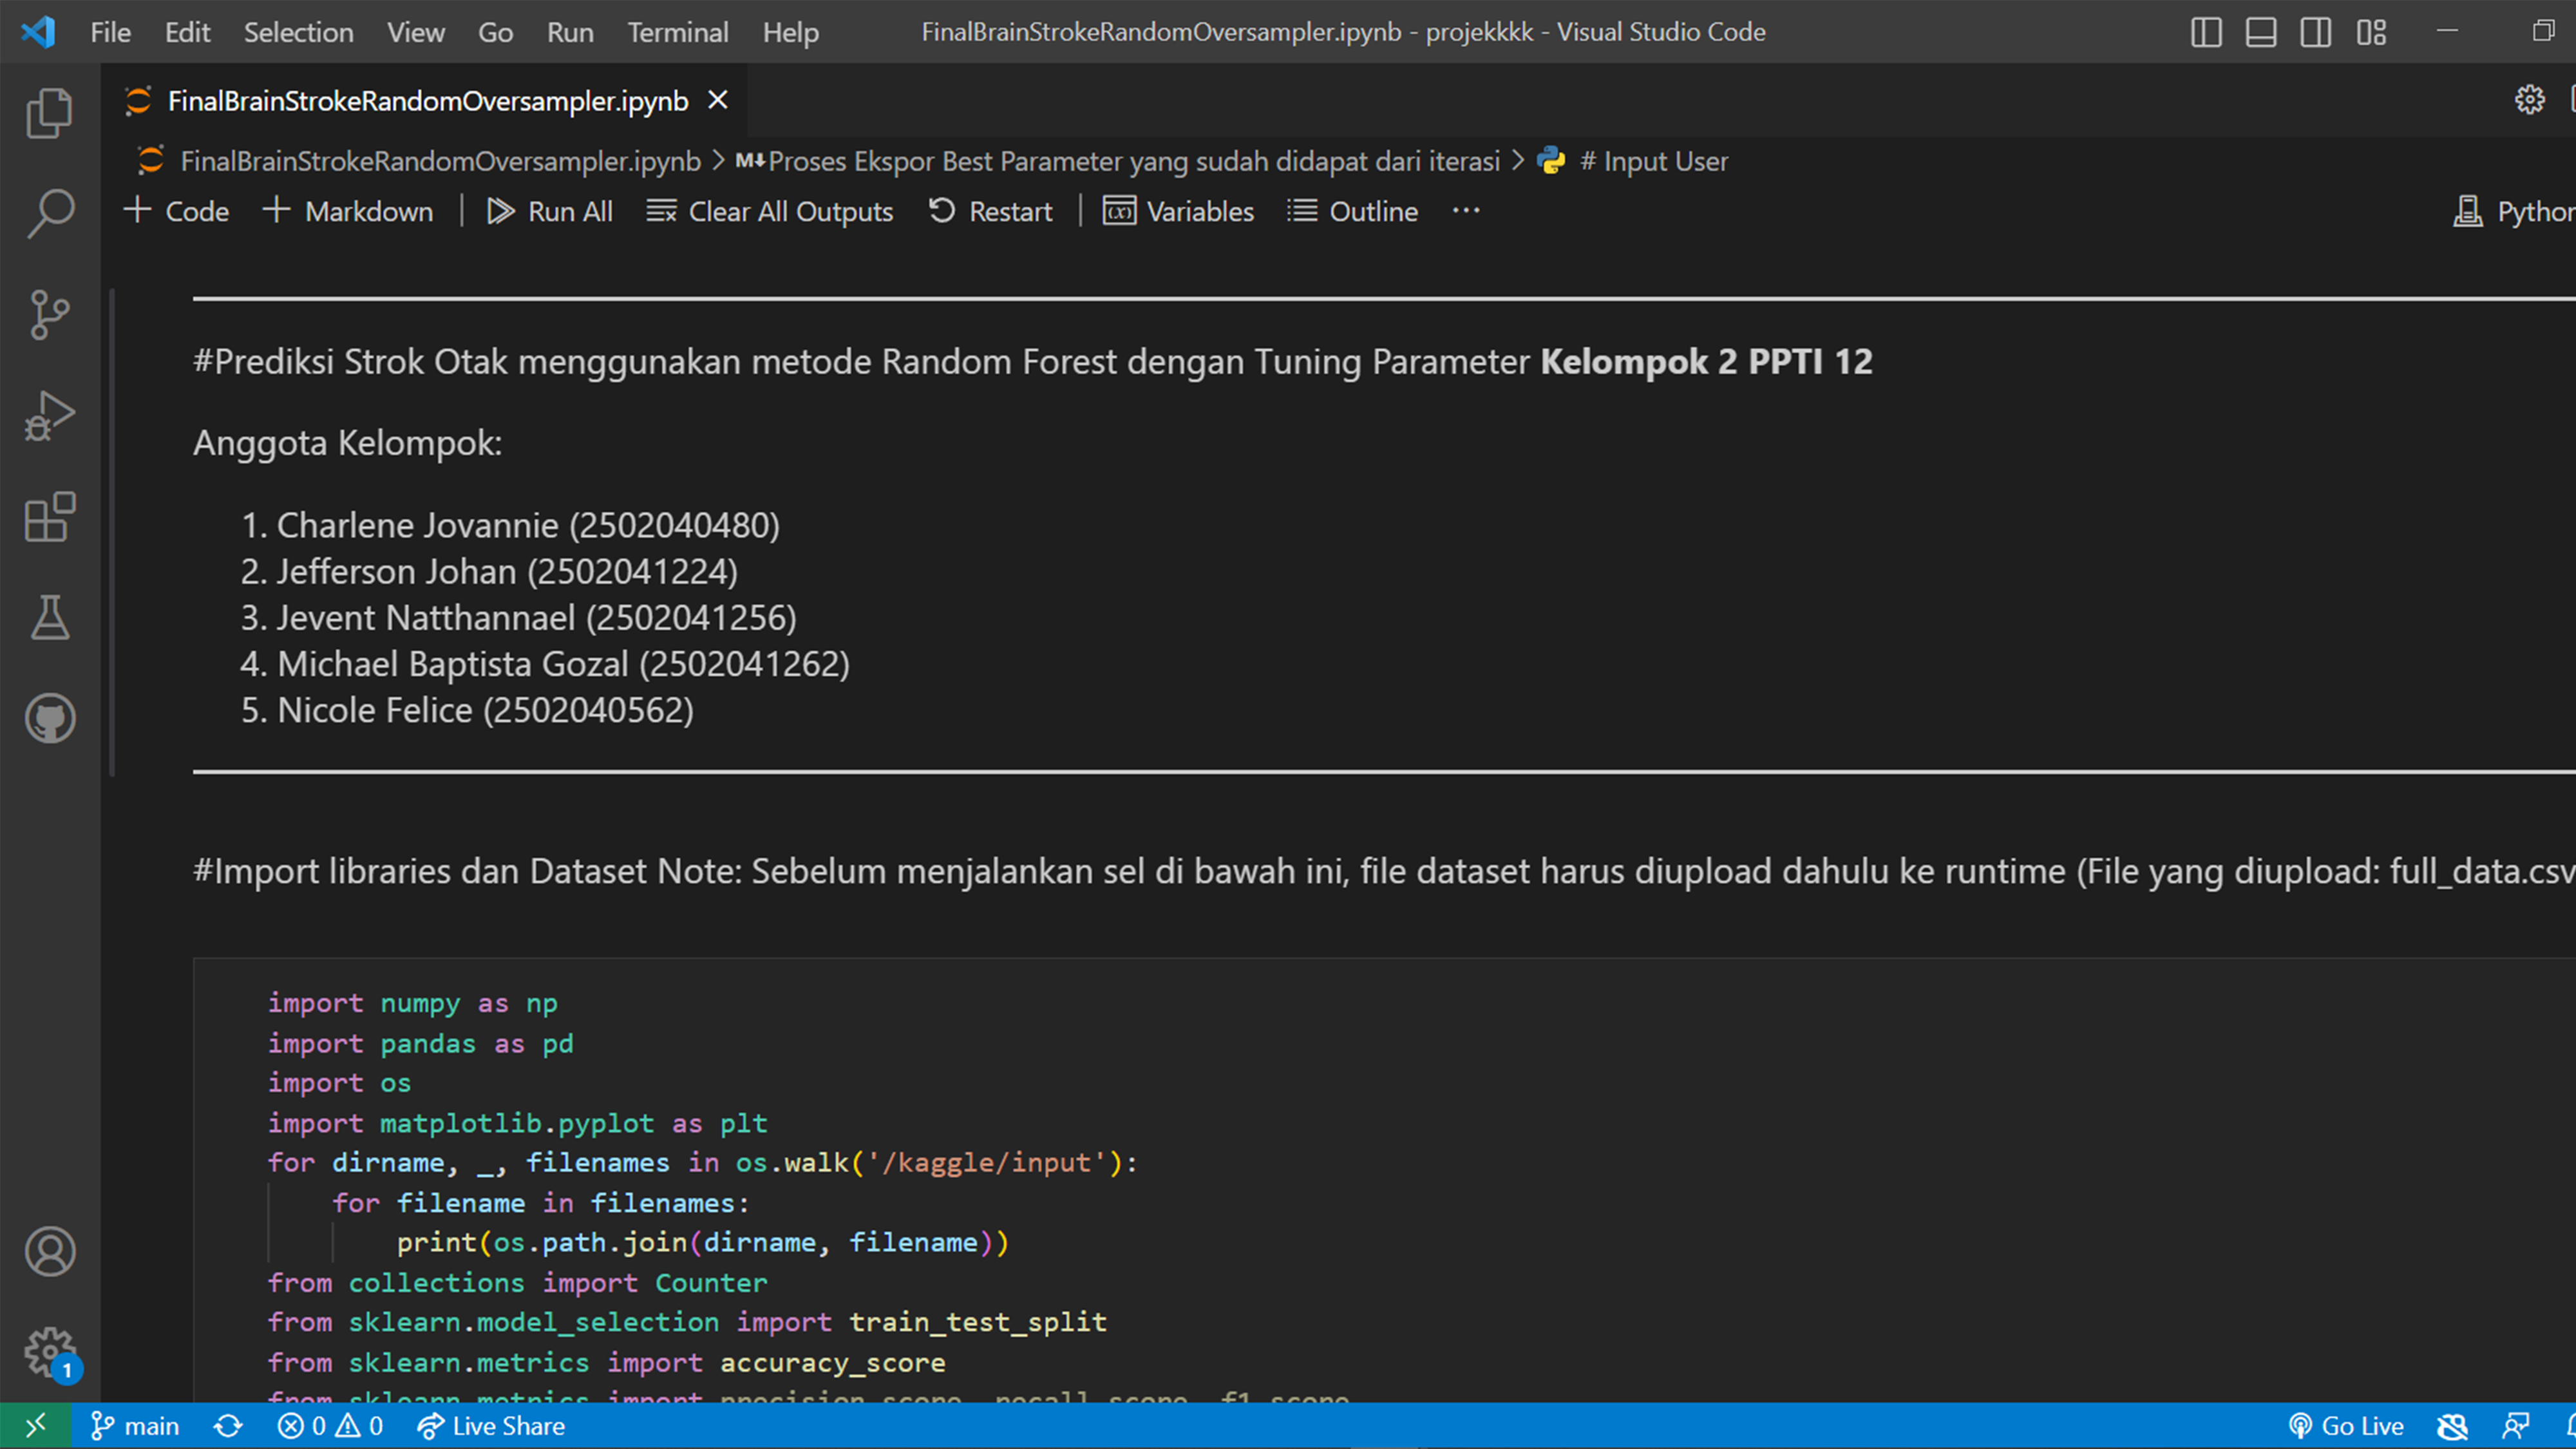 File Edit Selection View Go Run Terminal Help FinalBrainStrokeRandomOversampler.ipynb - projekkkk - Visual Studio Code
FinalBrainStrokeRandomOversampler.ipynb
FinalBrainStrokeRandomOversampler.ipynb > M↓Proses Ekspor Best Parameter yang sudah didapat dari iterasi > # Input User
+ Code + Markdown | Run All Clear All Outputs Restart | Variables Outline ···
#Prediksi Strok Otak menggunakan metode Random Forest dengan Tuning Parameter Kelompok 2 PPTI 12
Anggota Kelompok:
1. Charlene Jovannie (2502040480)
2. Jefferson Johan (2502041224)
3. Jevent Natthannael (2502041256)
4. Michael Baptista Gozal (2502041262)
5. Nicole Felice (2502040562)
#Import libraries dan Dataset Note: Sebelum menjalankan sel di bawah ini, file dataset harus diupload dahulu ke runtime (File yang diupload: full_data.csv
import numpy as np
import pandas as pd
import os
import matplotlib.pyplot as plt
for dirname, _, filenames in os.walk('/kaggle/input'):
for filename in filenames:
print(os.path.join(dirname, filename))
from collections import Counter
from sklearn.model_selection import train_test_split
from sklearn.metrics import accuracy_score
from sklearn.metrics import precision_score, recall_score, f1_score
1
main 0 0 Live Share Go Live